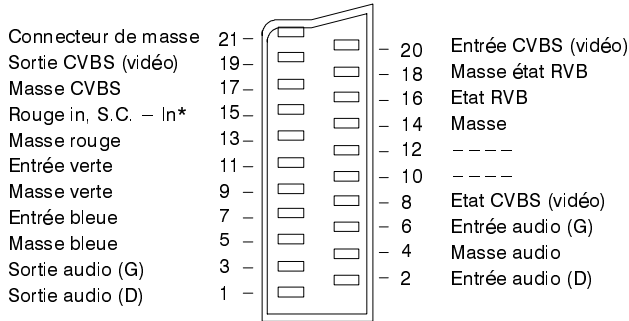 Connecteur de masse 21 –
Sortie CVBS (vidéo) 19 –
Masse CVBS 17 –
Rouge in, S.C. – In* 15 –
Masse rouge 13 –
Entrée verte 11 –
Masse verte 9 –
Entrée bleue 7 –
Masse bleue 5 –
Sortie audio (G) 3 –
Sortie audio (D) 1 –
– 20 Entrée CVBS (vidéo)
– 18 Masse état RVB
– 16 Etat RVB
– 14 Masse
– 12 – – – –
– 10 – – – –
– 8 Etat CVBS (vidéo)
– 6 Entrée audio (G)
– 4 Masse audio
– 2 Entrée audio (D)